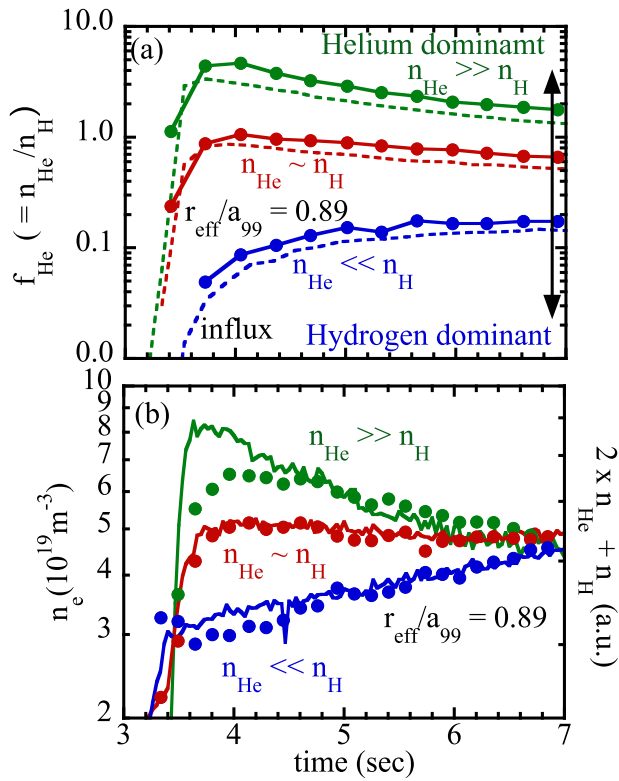 (a)
Helium dominamt
n_He >> n_H
10.0
1.0
0.1
0.0
f_He ( = n_He/n_H)
n_He ~ n_H
r_eff/a_99 = 0.89
n_He << n_H
influx
Hydrogen dominant
(b)
10
9
8
7
6
5
4
3
2
n_e(10^19m^-3)
n_He >> n_H
n_He ~ n_H
r_eff/a_99 = 0.89
n_He << n_H
2 x n_He + n_H (a.u.)
3 4 5 6 7
time (sec)